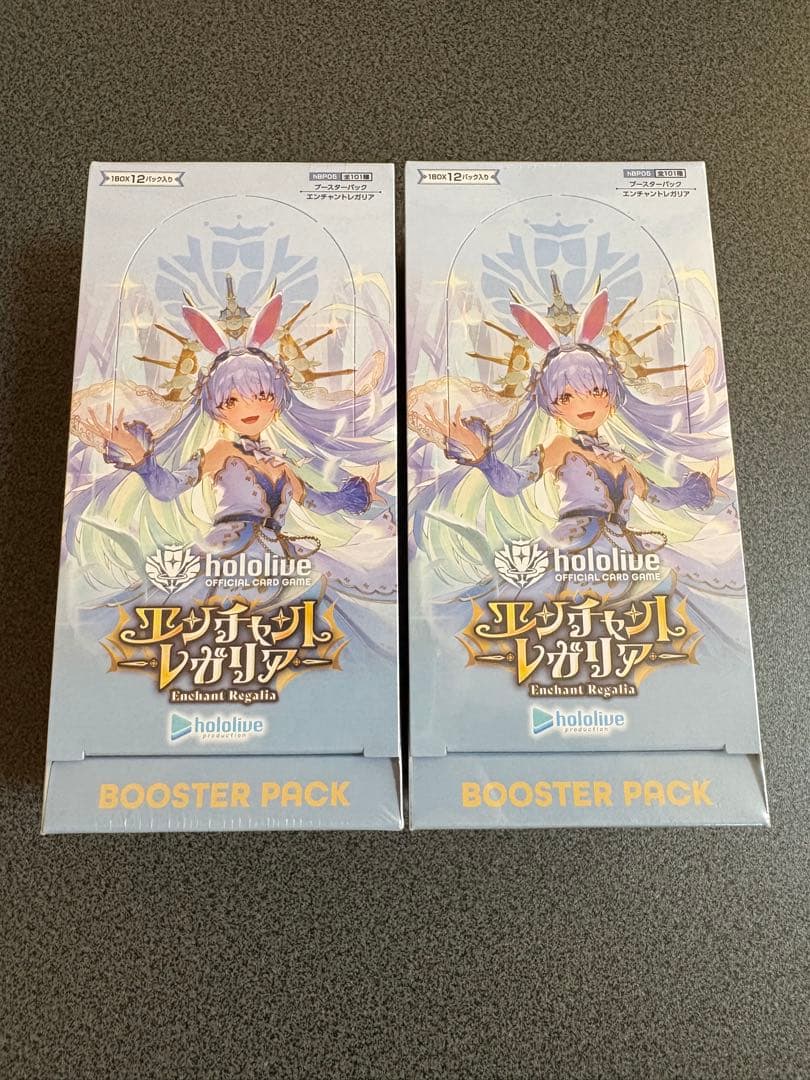 1BOX 12パック入り
hBP05 全101種
ブースターパック
エンチャントレガリア
hololive
OFFICIAL CARD GAME
エンチャント
レガリア
Enchant Regalia
hololive
production
BOOSTER PACK
1BOX 12パック入り
hBP05 全101種
ブースターパック
エンチャントレガリア
hololive
OFFICIAL CARD GAME
エンチャント
レガリア
Enchant Regalia
hololive
production
BOOSTER PACK